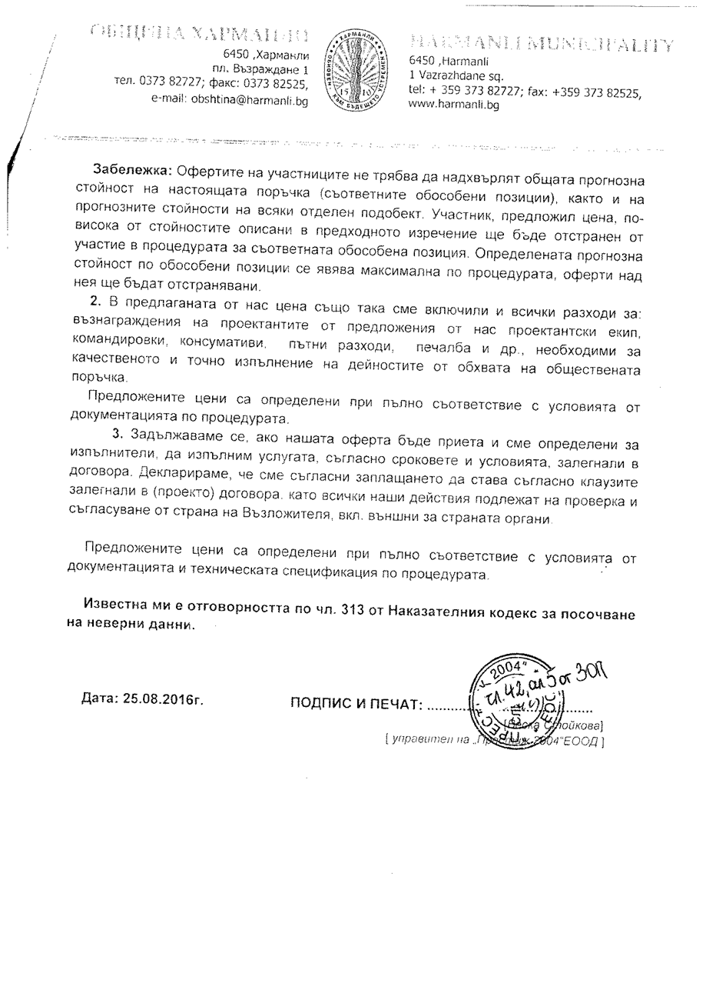 ОБЩИНА ХАРМАНЛИ
6450 ,Харманли
пл. Възраждане 1
тел. 0373 82727; факс: 0373 82525,
e-mail: obshtina@harmanli.bg
HARMANLI MUNICIPALITY
6450 ,Harmanli
1 Vazrazhdane sq.
tel: + 359 373 82727; fax: +359 373 82525,
www.harmanli.bg
ХАРМАНЛИ
КЪМ БЪДЕЩЕТО УСТРЕМЕН
ОБНОВЕН
Забележка: Офертите на участниците не трябва да надхвърлят общата прогнозна
стойност на настоящата поръчка (съответните обособени позиции), както и на
прогнозните стойности на всяки отделен подобект. Участник, предложил цена, по-
висока от стойностите описани в предходното изречение ще бъде отстранен от
участие в процедурата за съответната обособена позиция. Определената прогнозна
стойност по обособени позиции се явява максимална по процедурата, оферти над
нея ще бъдат отстранявани.
2. В предлаганата от нас цена също така сме включили и всички разходи за:
възнаграждения на проектантите от предложения от нас проектантски екип,
командировки, консумативи, пътни разходи, печалба и др., необходими за
качественото и точно изпълнение на дейностите от обхвата на обществената
поръчка.
Предложените цени са определени при пълно съответствие с условията от
документацията по процедурата.
3. Задължаваме се, ако нашата оферта бъде приета и сме определени за
изпълнители, да изпълним услугата, съгласно сроковете и условията, залегнали в
договора. Декларираме, че сме съгласни заплащането да става съгласно клаузите
залегнали в (проекто) договора, като всички наши действия подлежат на проверка и
съгласуване от страна на Възложителя, вкл. външни за страната органи.
Предложените цени са определени при пълно съответствие с условията от
документацията и техническата спецификация по процедурата.
Известна ми е отговорността по чл. 313 от Наказателния кодекс за посочване
на неверни данни.
Дата: 25.08.2016г.
ПОДПИС И ПЕЧАТ: ..............................
чл.42, ал.5 от ЗОП
2004"
[Веска Стойкова]
[ управител на „Престиж-2004"ЕООД ]